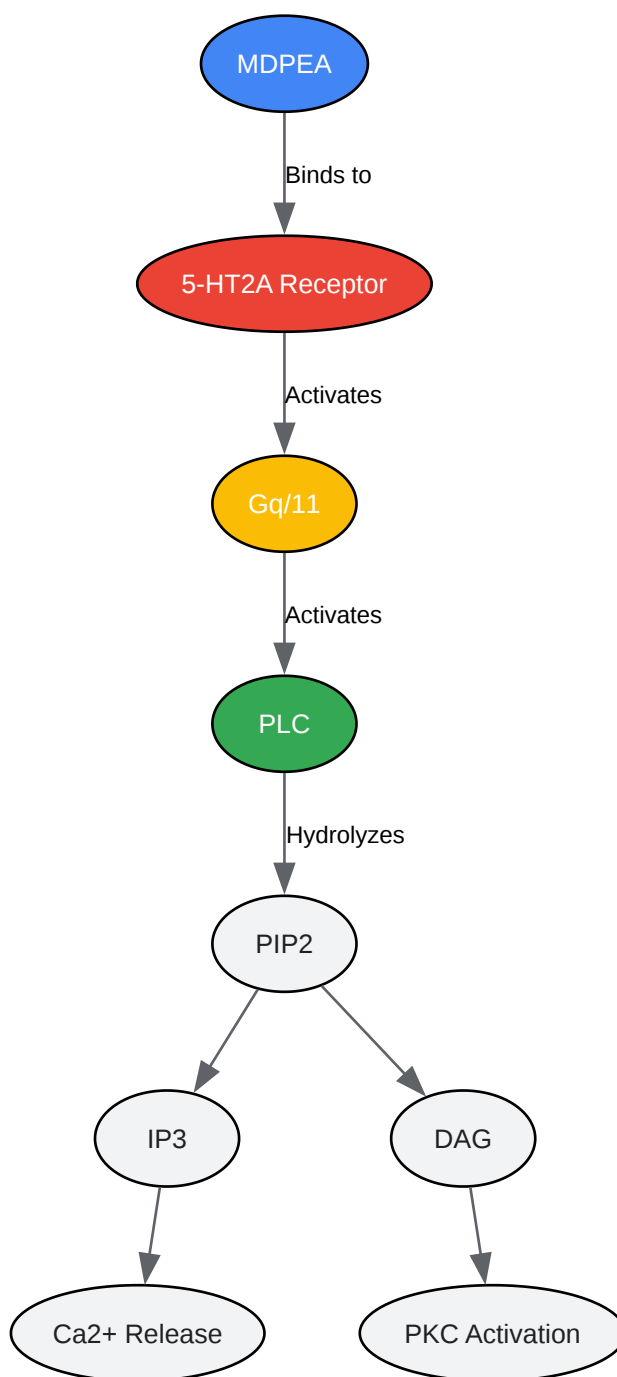 MDPEA
Binds to
5-HT2A Receptor
Activates
Gq/11
Activates
PLC
Hydrolyzes
PIP2
IP3
DAG
Ca2+ Release
PKC Activation